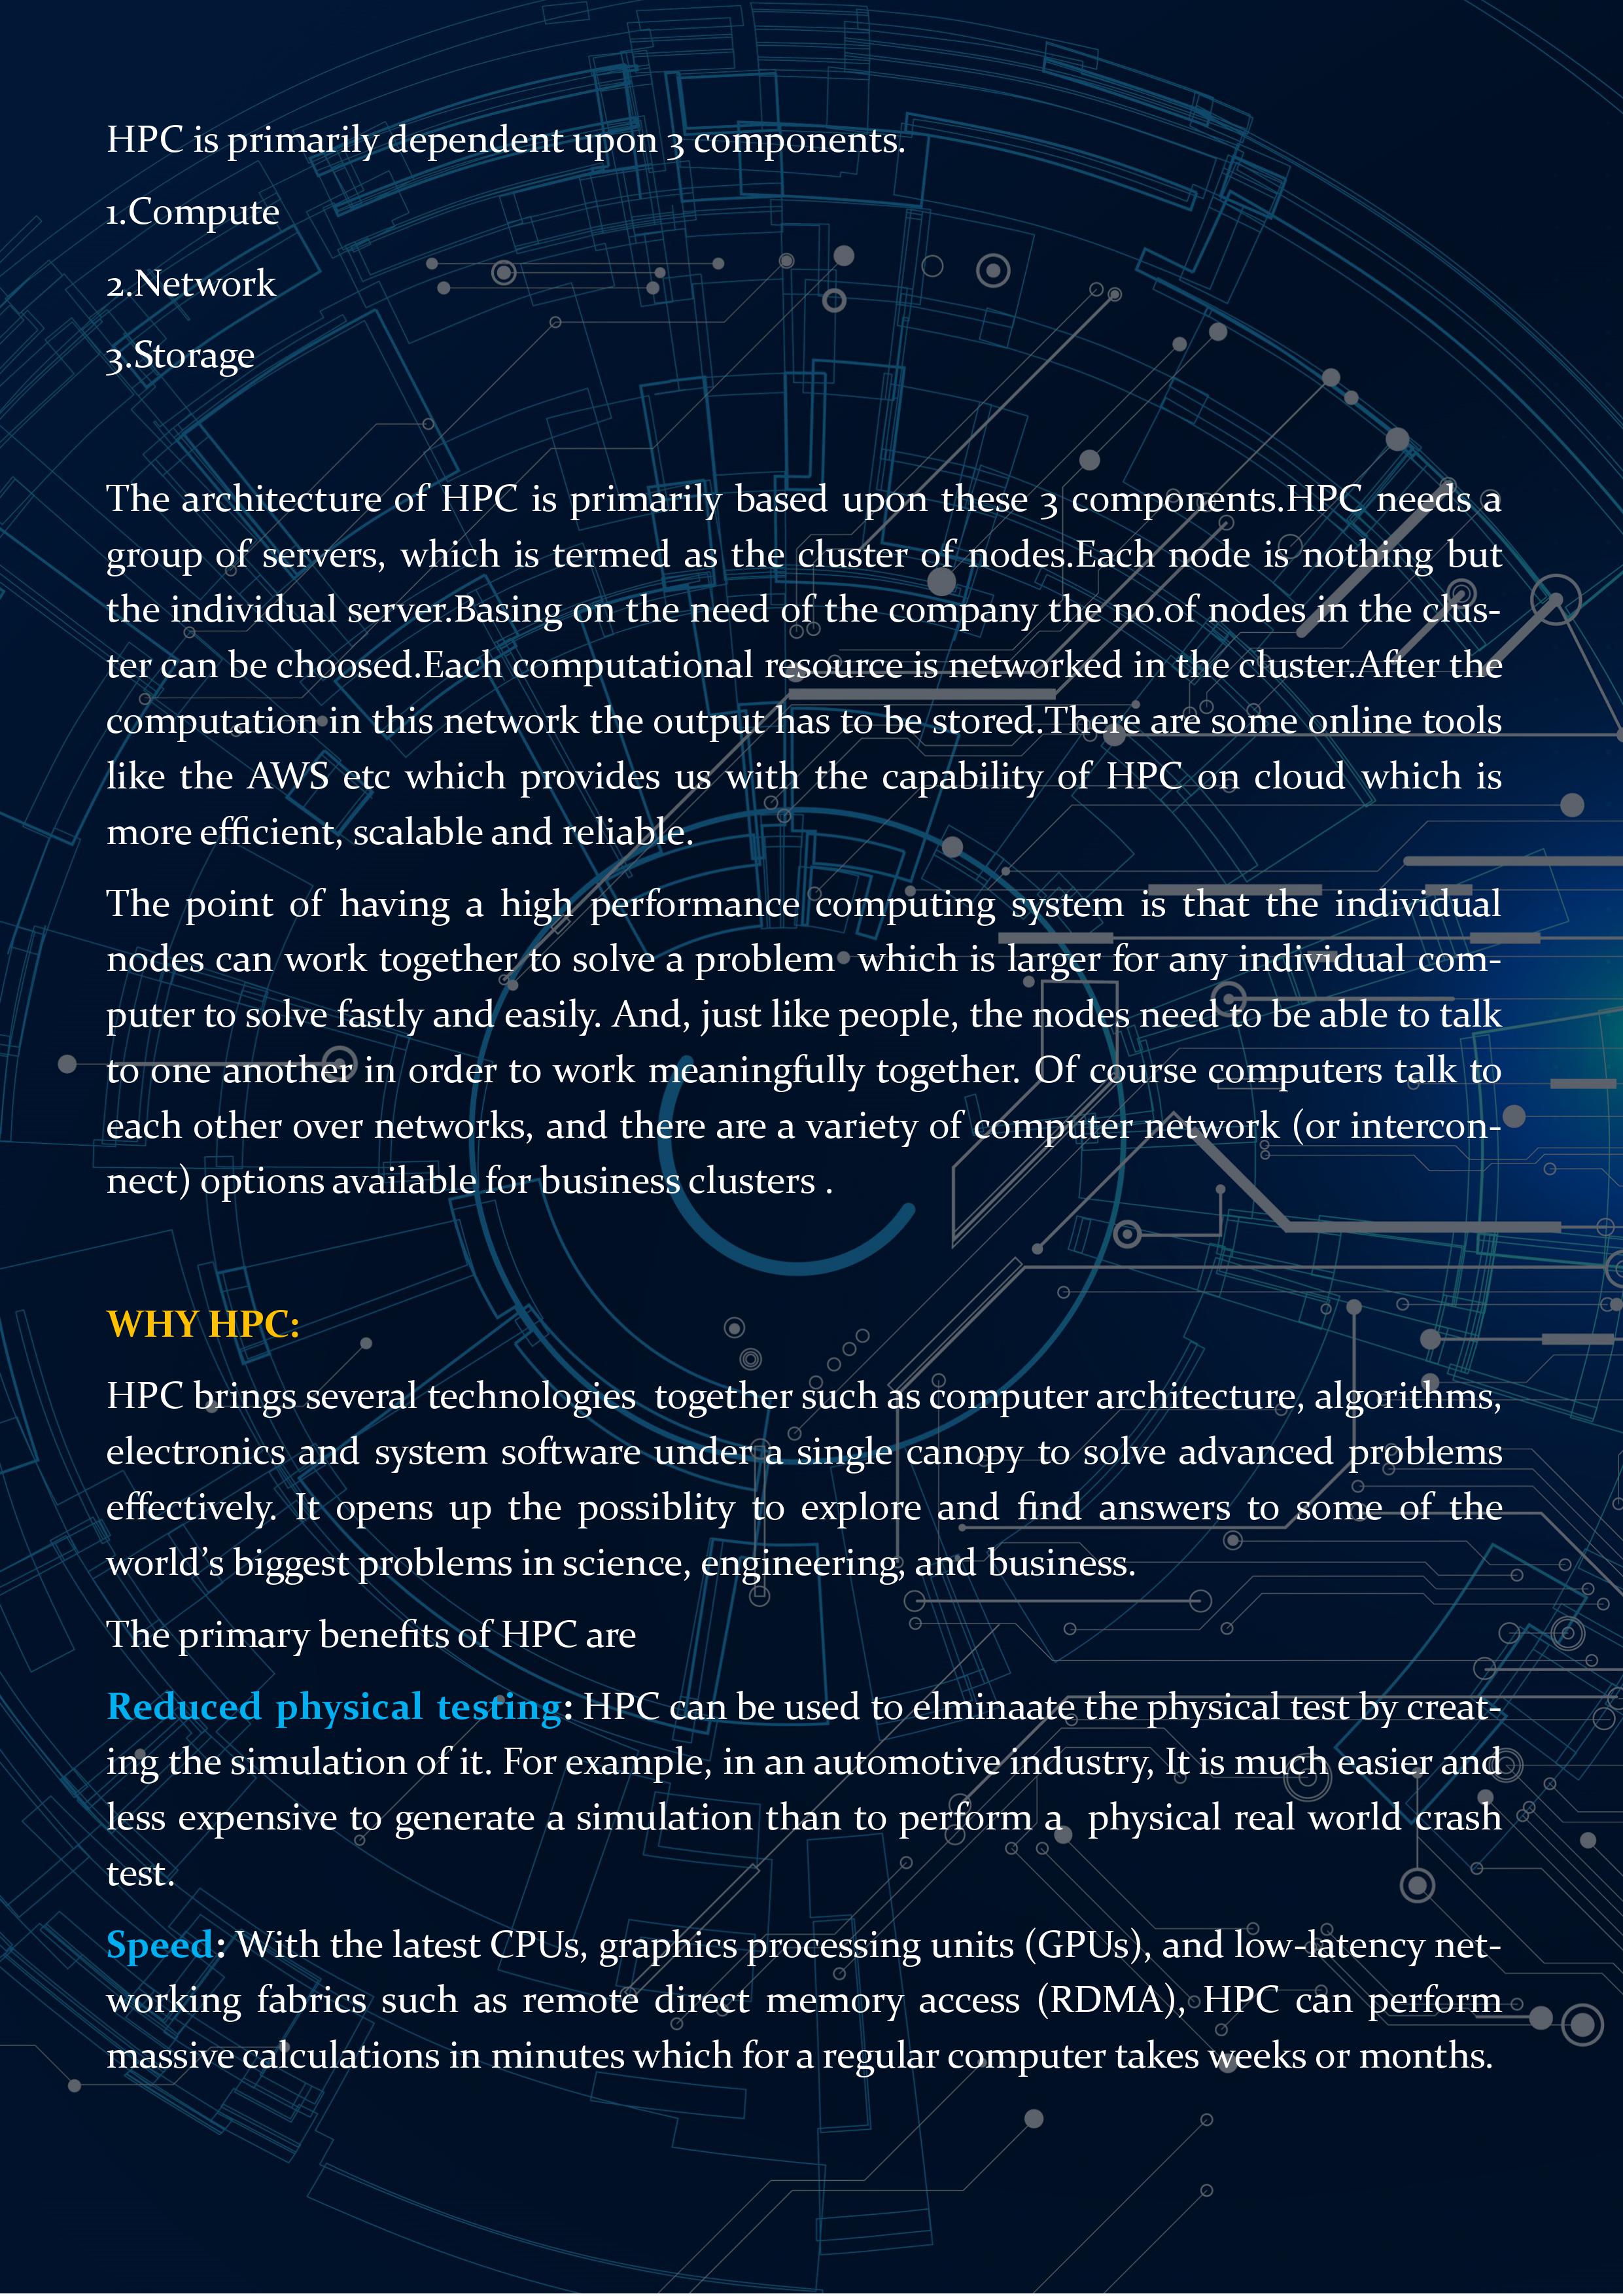 HPC is primarily dependent upon 3 components.
1.Compute
2.Network
3.Storage
The architecture of HPC is primarily based upon these 3 components.HPC needs a
group of servers, which is termed as the cluster of nodes.Each node is nothing but
the individual server.Basing on the need of the company the no.of nodes in the clus-
ter can be choosed.Each computational resource is networked in the cluster.After the
computation in this network the output has to be stored.There are some online tools
like the AWS etc which provides us with the capability of HPC on cloud which is
more efficient, scalable and reliable.
The point of having a high performance computing system is that the individual
nodes can work together to solve a problem  which is larger for any individual com-
puter to solve fastly and easily. And, just like people, the nodes need to be able to talk
to one another in order to work meaningfully together. Of course computers talk to
each other over networks, and there are a variety of computer network (or intercon-
nect) options available for business clusters .
WHY HPC:
HPC brings several technologies  together such as computer architecture, algorithms,
electronics and system software under a single canopy to solve advanced problems
effectively. It opens up the possiblity to explore and find answers to some of the
world’s biggest problems in science, engineering, and business.
The primary benefits of HPC are
Reduced physical testing: HPC can be used to elminaate the physical test by creat-
ing the simulation of it. For example, in an automotive industry, It is much easier and
less expensive to generate a simulation than to perform a  physical real world crash
test.
Speed: With the latest CPUs, graphics processing units (GPUs), and low-latency net-
working fabrics such as remote direct memory access (RDMA), HPC can perform
massive calculations in minutes which for a regular computer takes weeks or months.